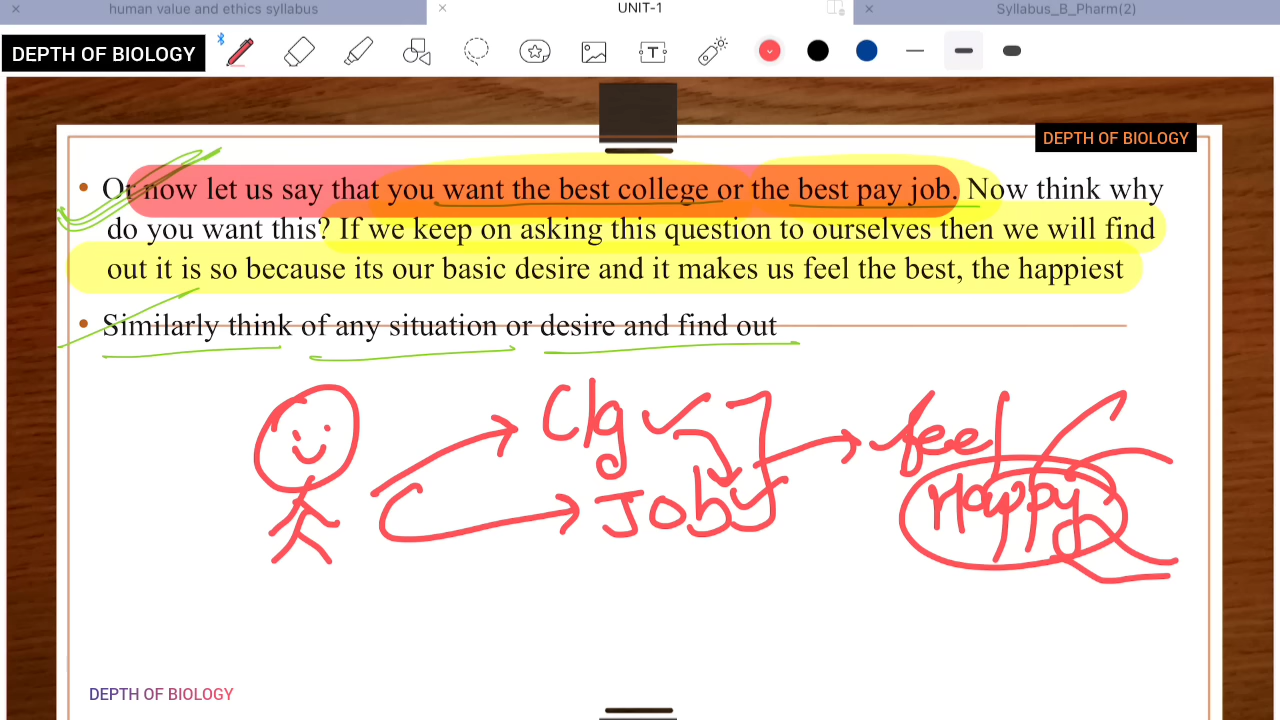 human value and ethics syllabus
UNIT-1
Syllabus_B_Pharm(2)
DEPTH OF BIOLOGY
T
DEPTH OF BIOLOGY
Or now let us say that you want the best college or the best pay job. Now think why
do you want this? If we keep on asking this question to ourselves then we will find
out it is so because its our basic desire and it makes us feel the best, the happiest
Similarly think of any situation or desire and find out
Clg
feel
Job
Happy
DEPTH OF BIOLOGY